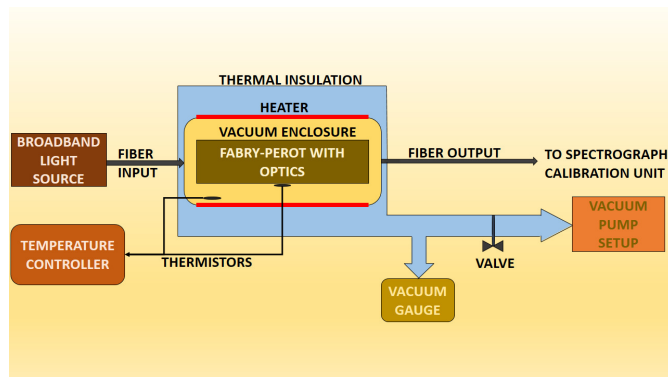 THERMAL INSULATION
HEATER
VACUUM ENCLOSURE
FABRY-PEROT WITH
OPTICS
BROADBAND
LIGHT
SOURCE
FIBER
INPUT
FIBER OUTPUT
TO SPECTROGRAPH
CALIBRATION UNIT
TEMPERATURE
CONTROLLER
THERMISTORS
VALVE
VACUUM
PUMP
SETUP
VACUUM
GAUGE